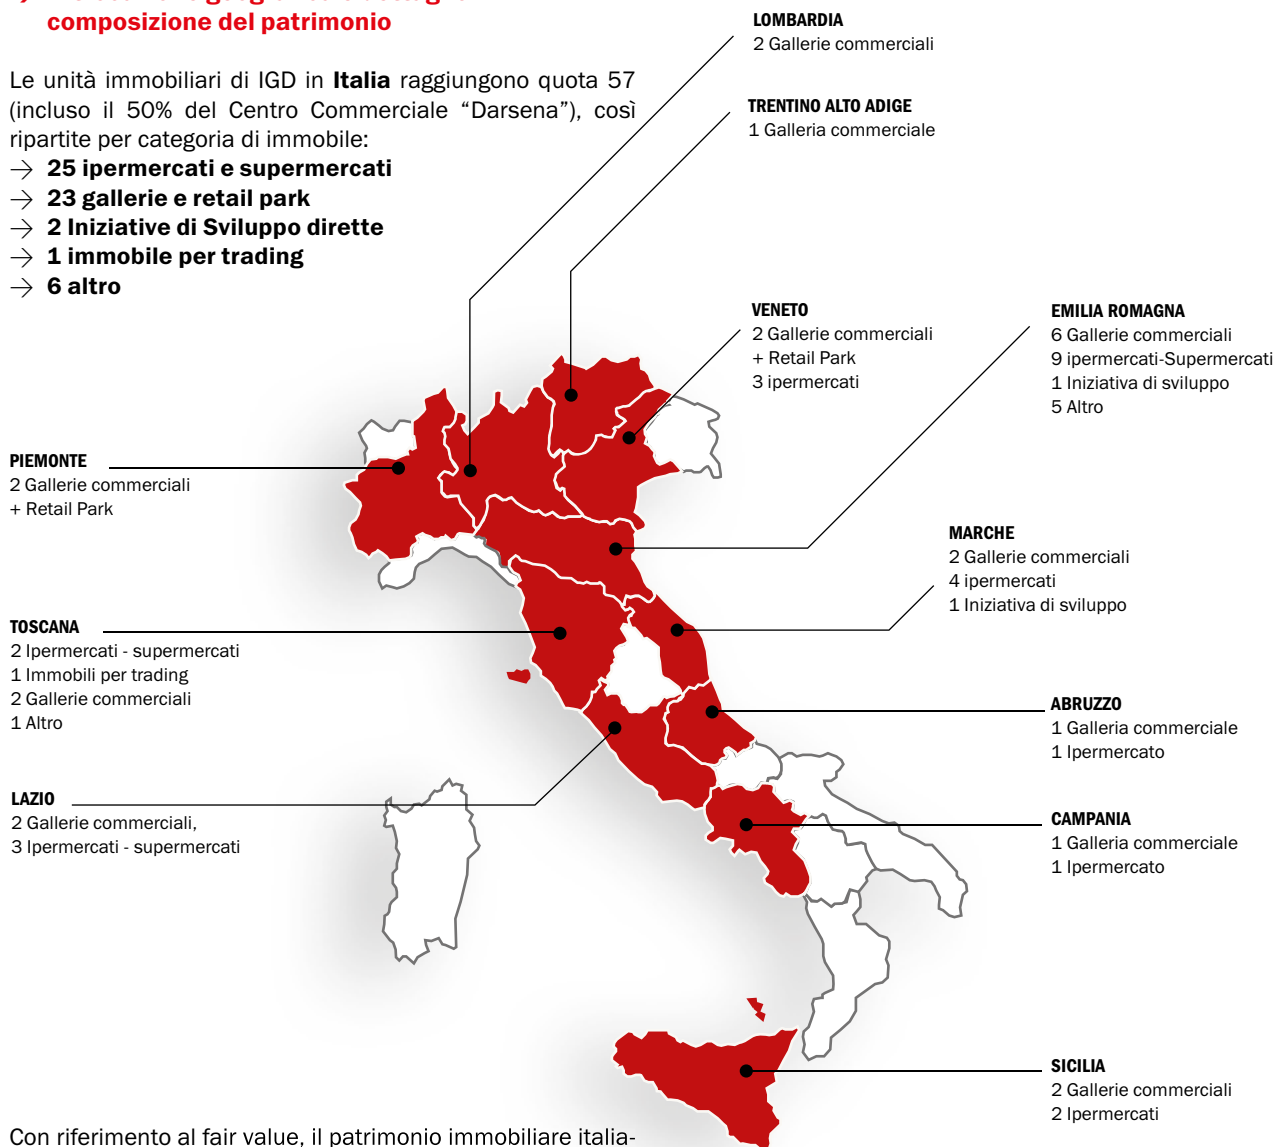 composizione del patrimonio
Le unità immobiliari di IGD in Italia raggiungono quota 57
(incluso il 50% del Centro Commerciale “Darsena”), così
ripartite per categoria di immobile:
→ 25 ipermercati e supermercati
→ 23 gallerie e retail park
→ 2 Iniziative di Sviluppo dirette
→ 1 immobile per trading
→ 6 altro
LOMBARDIA
2 Gallerie commerciali
TRENTINO ALTO ADIGE
1 Galleria commerciale
VENETO
2 Gallerie commerciali
+ Retail Park
3 ipermercati
EMILIA ROMAGNA
6 Gallerie commerciali
9 ipermercati-Supermercati
1 Iniziativa di sviluppo
5 Altro
PIEMONTE
2 Gallerie commerciali
+ Retail Park
MARCHE
2 Gallerie commerciali
4 ipermercati
1 Iniziativa di sviluppo
TOSCANA
2 Ipermercati - supermercati
1 Immobili per trading
2 Gallerie commerciali
1 Altro
ABRUZZO
1 Galleria commerciale
1 Ipermercato
LAZIO
2 Gallerie commerciali,
3 Ipermercati - supermercati
CAMPANIA
1 Galleria commerciale
1 Ipermercato
SICILIA
2 Gallerie commerciali
2 Ipermercati
Con riferimento al fair value, il patrimonio immobiliare italia-